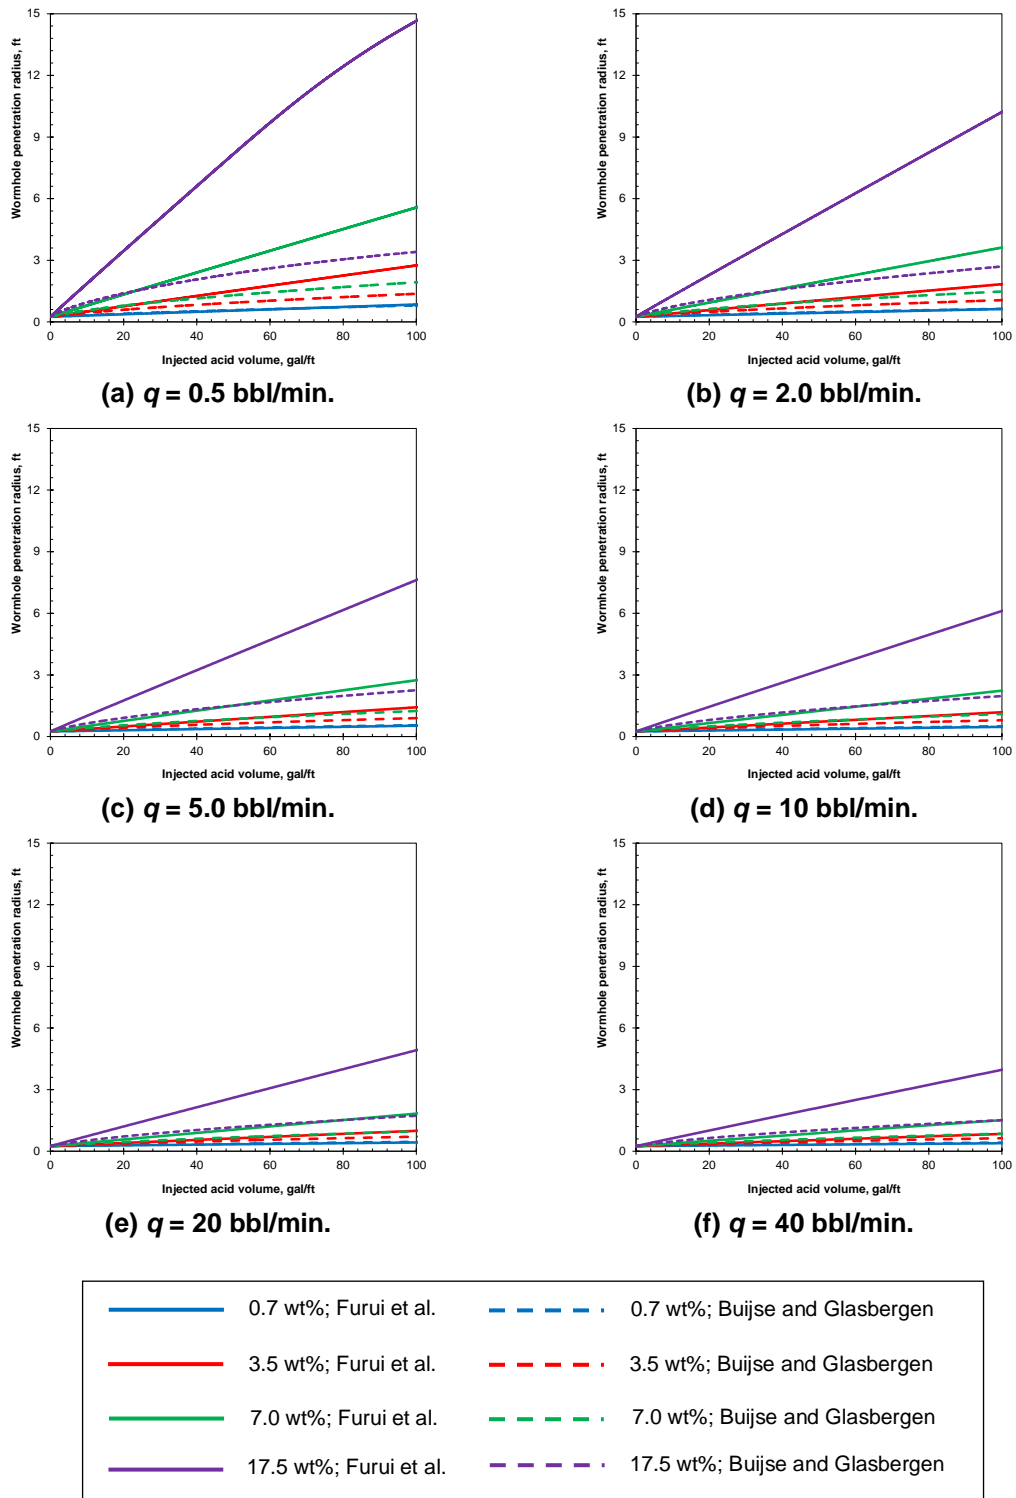 15
12
9
6
3
0
Wormhole penetration radius, ft
0 20 40 60 80 100
Injected acid volume, gal/ft
(a) q = 0.5 bbl/min.
15
12
9
6
3
0
Wormhole penetration radius, ft
0 20 40 60 80 100
Injected acid volume, gal/ft
(b) q = 2.0 bbl/min.
15
12
9
6
3
0
Wormhole penetration radius, ft
0 20 40 60 80 100
Injected acid volume, gal/ft
(c) q = 5.0 bbl/min.
15
12
9
6
3
0
Wormhole penetration radius, ft
0 20 40 60 80 100
Injected acid volume, gal/ft
(d) q = 10 bbl/min.
15
12
9
6
3
0
Wormhole penetration radius, ft
0 20 40 60 80 100
Injected acid volume, gal/ft
(e) q = 20 bbl/min.
15
12
9
6
3
0
Wormhole penetration radius, ft
0 20 40 60 80 100
Injected acid volume, gal/ft
(f) q = 40 bbl/min.
0.7 wt%; Furui et al. 0.7 wt%; Buijse and Glasbergen
3.5 wt%; Furui et al. 3.5 wt%; Buijse and Glasbergen
7.0 wt%; Furui et al. 7.0 wt%; Buijse and Glasbergen
17.5 wt%; Furui et al. 17.5 wt%; Buijse and Glasbergen